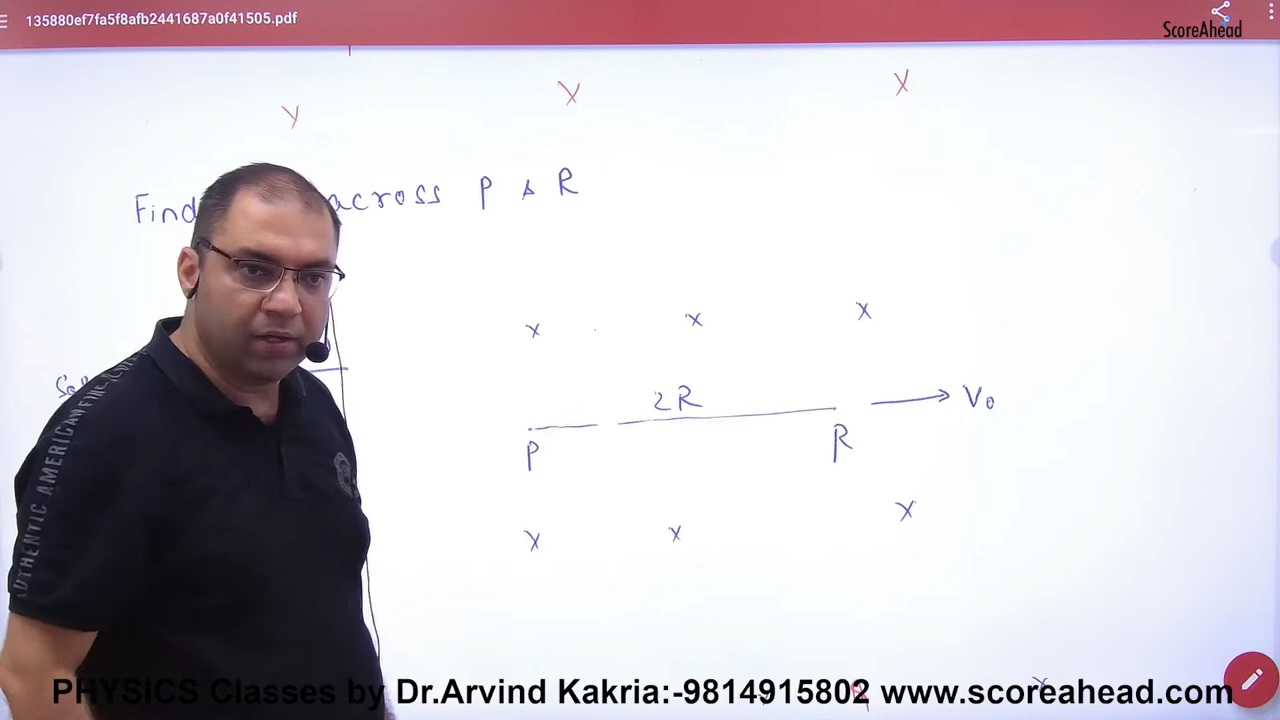 135880ef7fa5f8afb2441687a0f41505.pdf
ScoreAhead
x
x
x
Find across P & R
x x x
2R
V₀
P R
x x x
PHYSICS Classes by Dr.Arvind Kakria:-9814915802 www.scoreahead.com